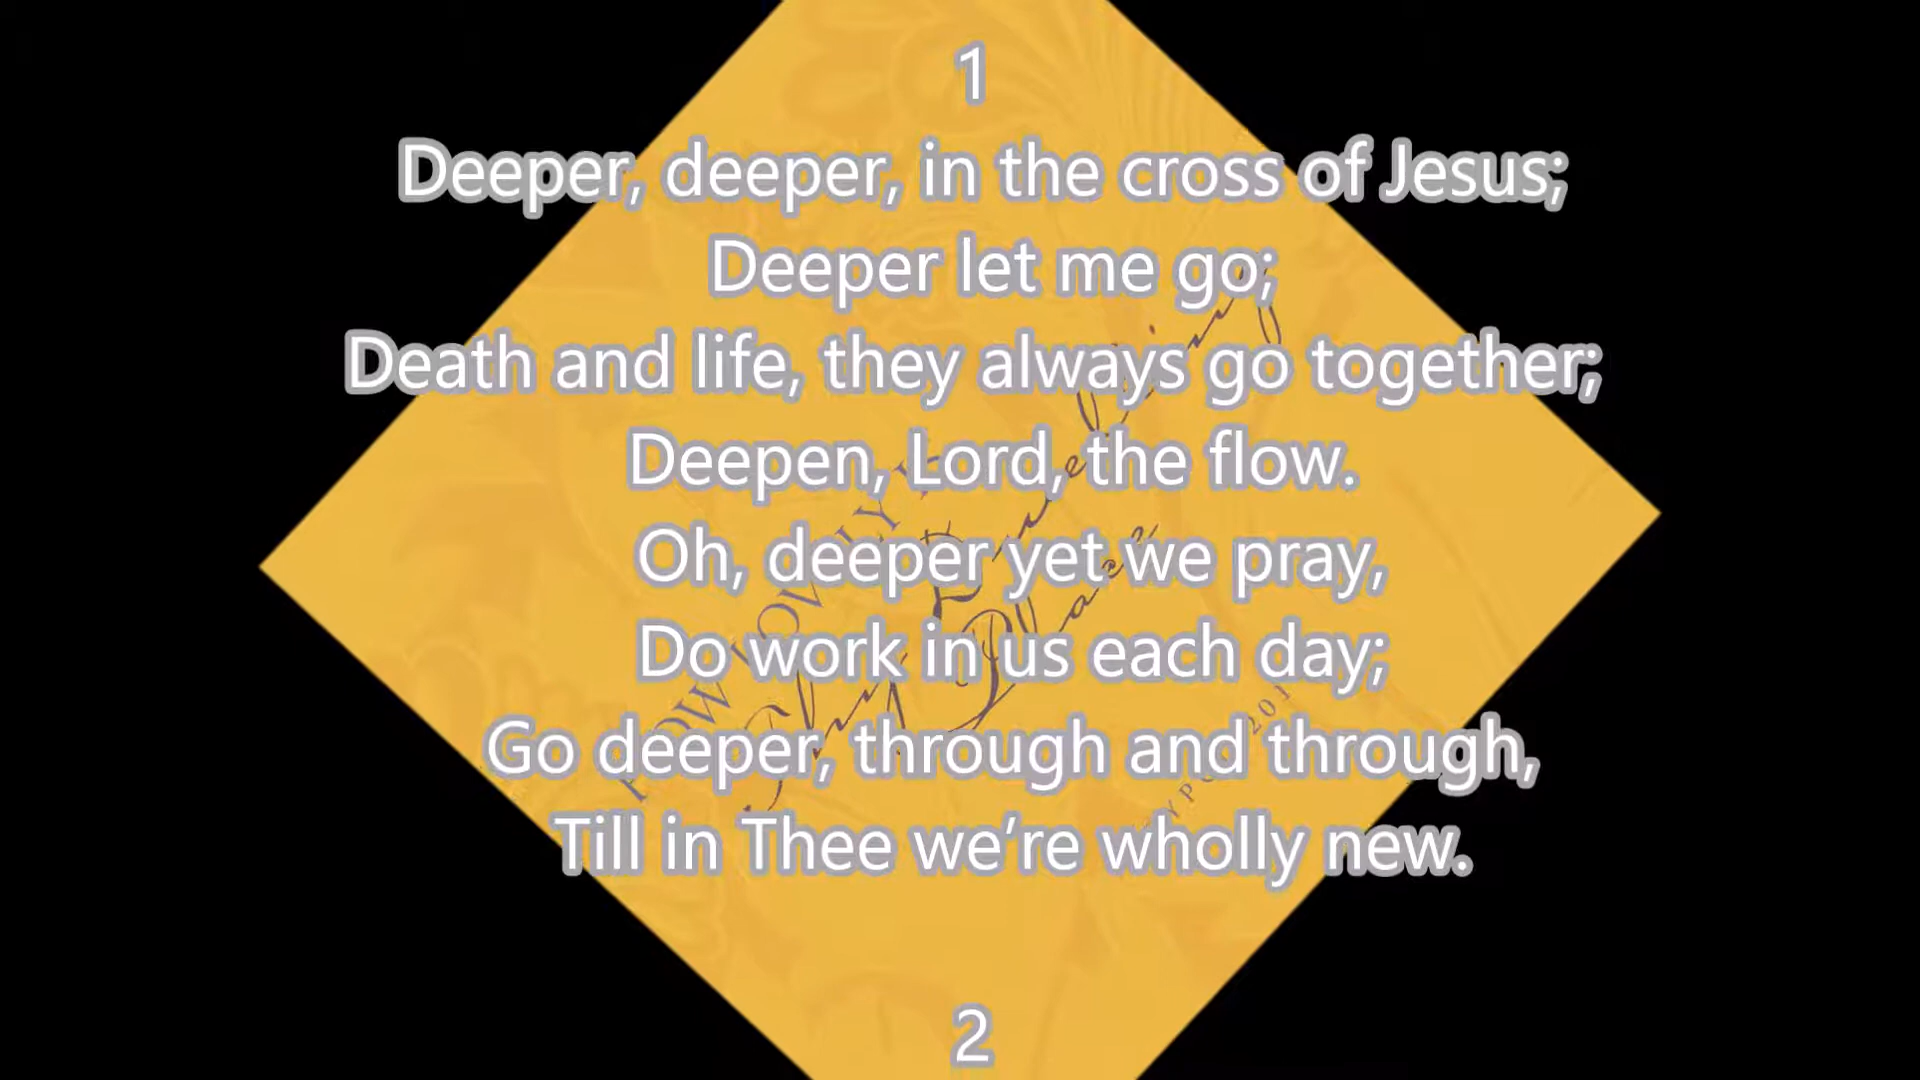 1
Deeper, deeper, in the cross of Jesus;
Deeper let me go;
Death and life, they always go together;
Deepen, Lord, the flow.
Oh, deeper yet we pray,
Do work in us each day;
Go deeper, through and through,
Till in Thee we’re wholly new.
2